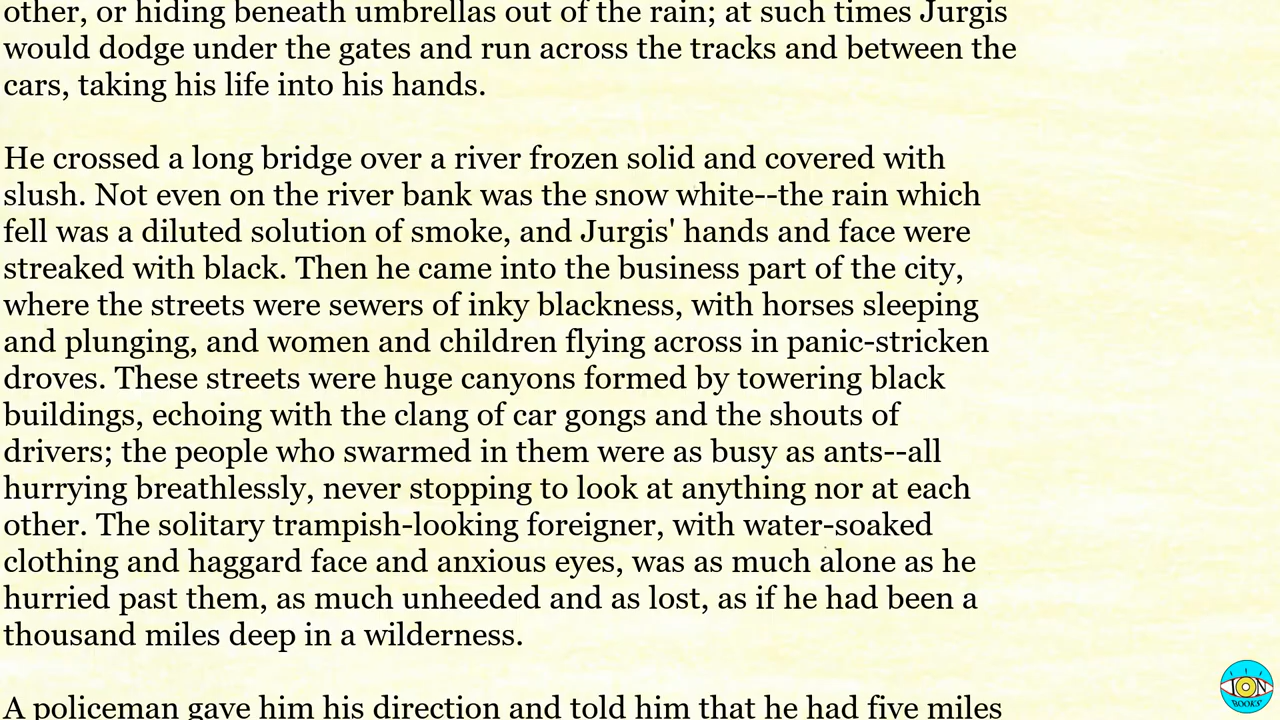 other, or hiding beneath umbrellas out of the rain; at such times Jurgis
would dodge under the gates and run across the tracks and between the
cars, taking his life into his hands.
He crossed a long bridge over a river frozen solid and covered with
slush. Not even on the river bank was the snow white--the rain which
fell was a diluted solution of smoke, and Jurgis' hands and face were
streaked with black. Then he came into the business part of the city,
where the streets were sewers of inky blackness, with horses sleeping
and plunging, and women and children flying across in panic-stricken
droves. These streets were huge canyons formed by towering black
buildings, echoing with the clang of car gongs and the shouts of
drivers; the people who swarmed in them were as busy as ants--all
hurrying breathlessly, never stopping to look at anything nor at each
other. The solitary trampish-looking foreigner, with water-soaked
clothing and haggard face and anxious eyes, was as much alone as he
hurried past them, as much unheeded and as lost, as if he had been a
thousand miles deep in a wilderness.
A policeman gave him his direction and told him that he had five miles
ION
BOOKS